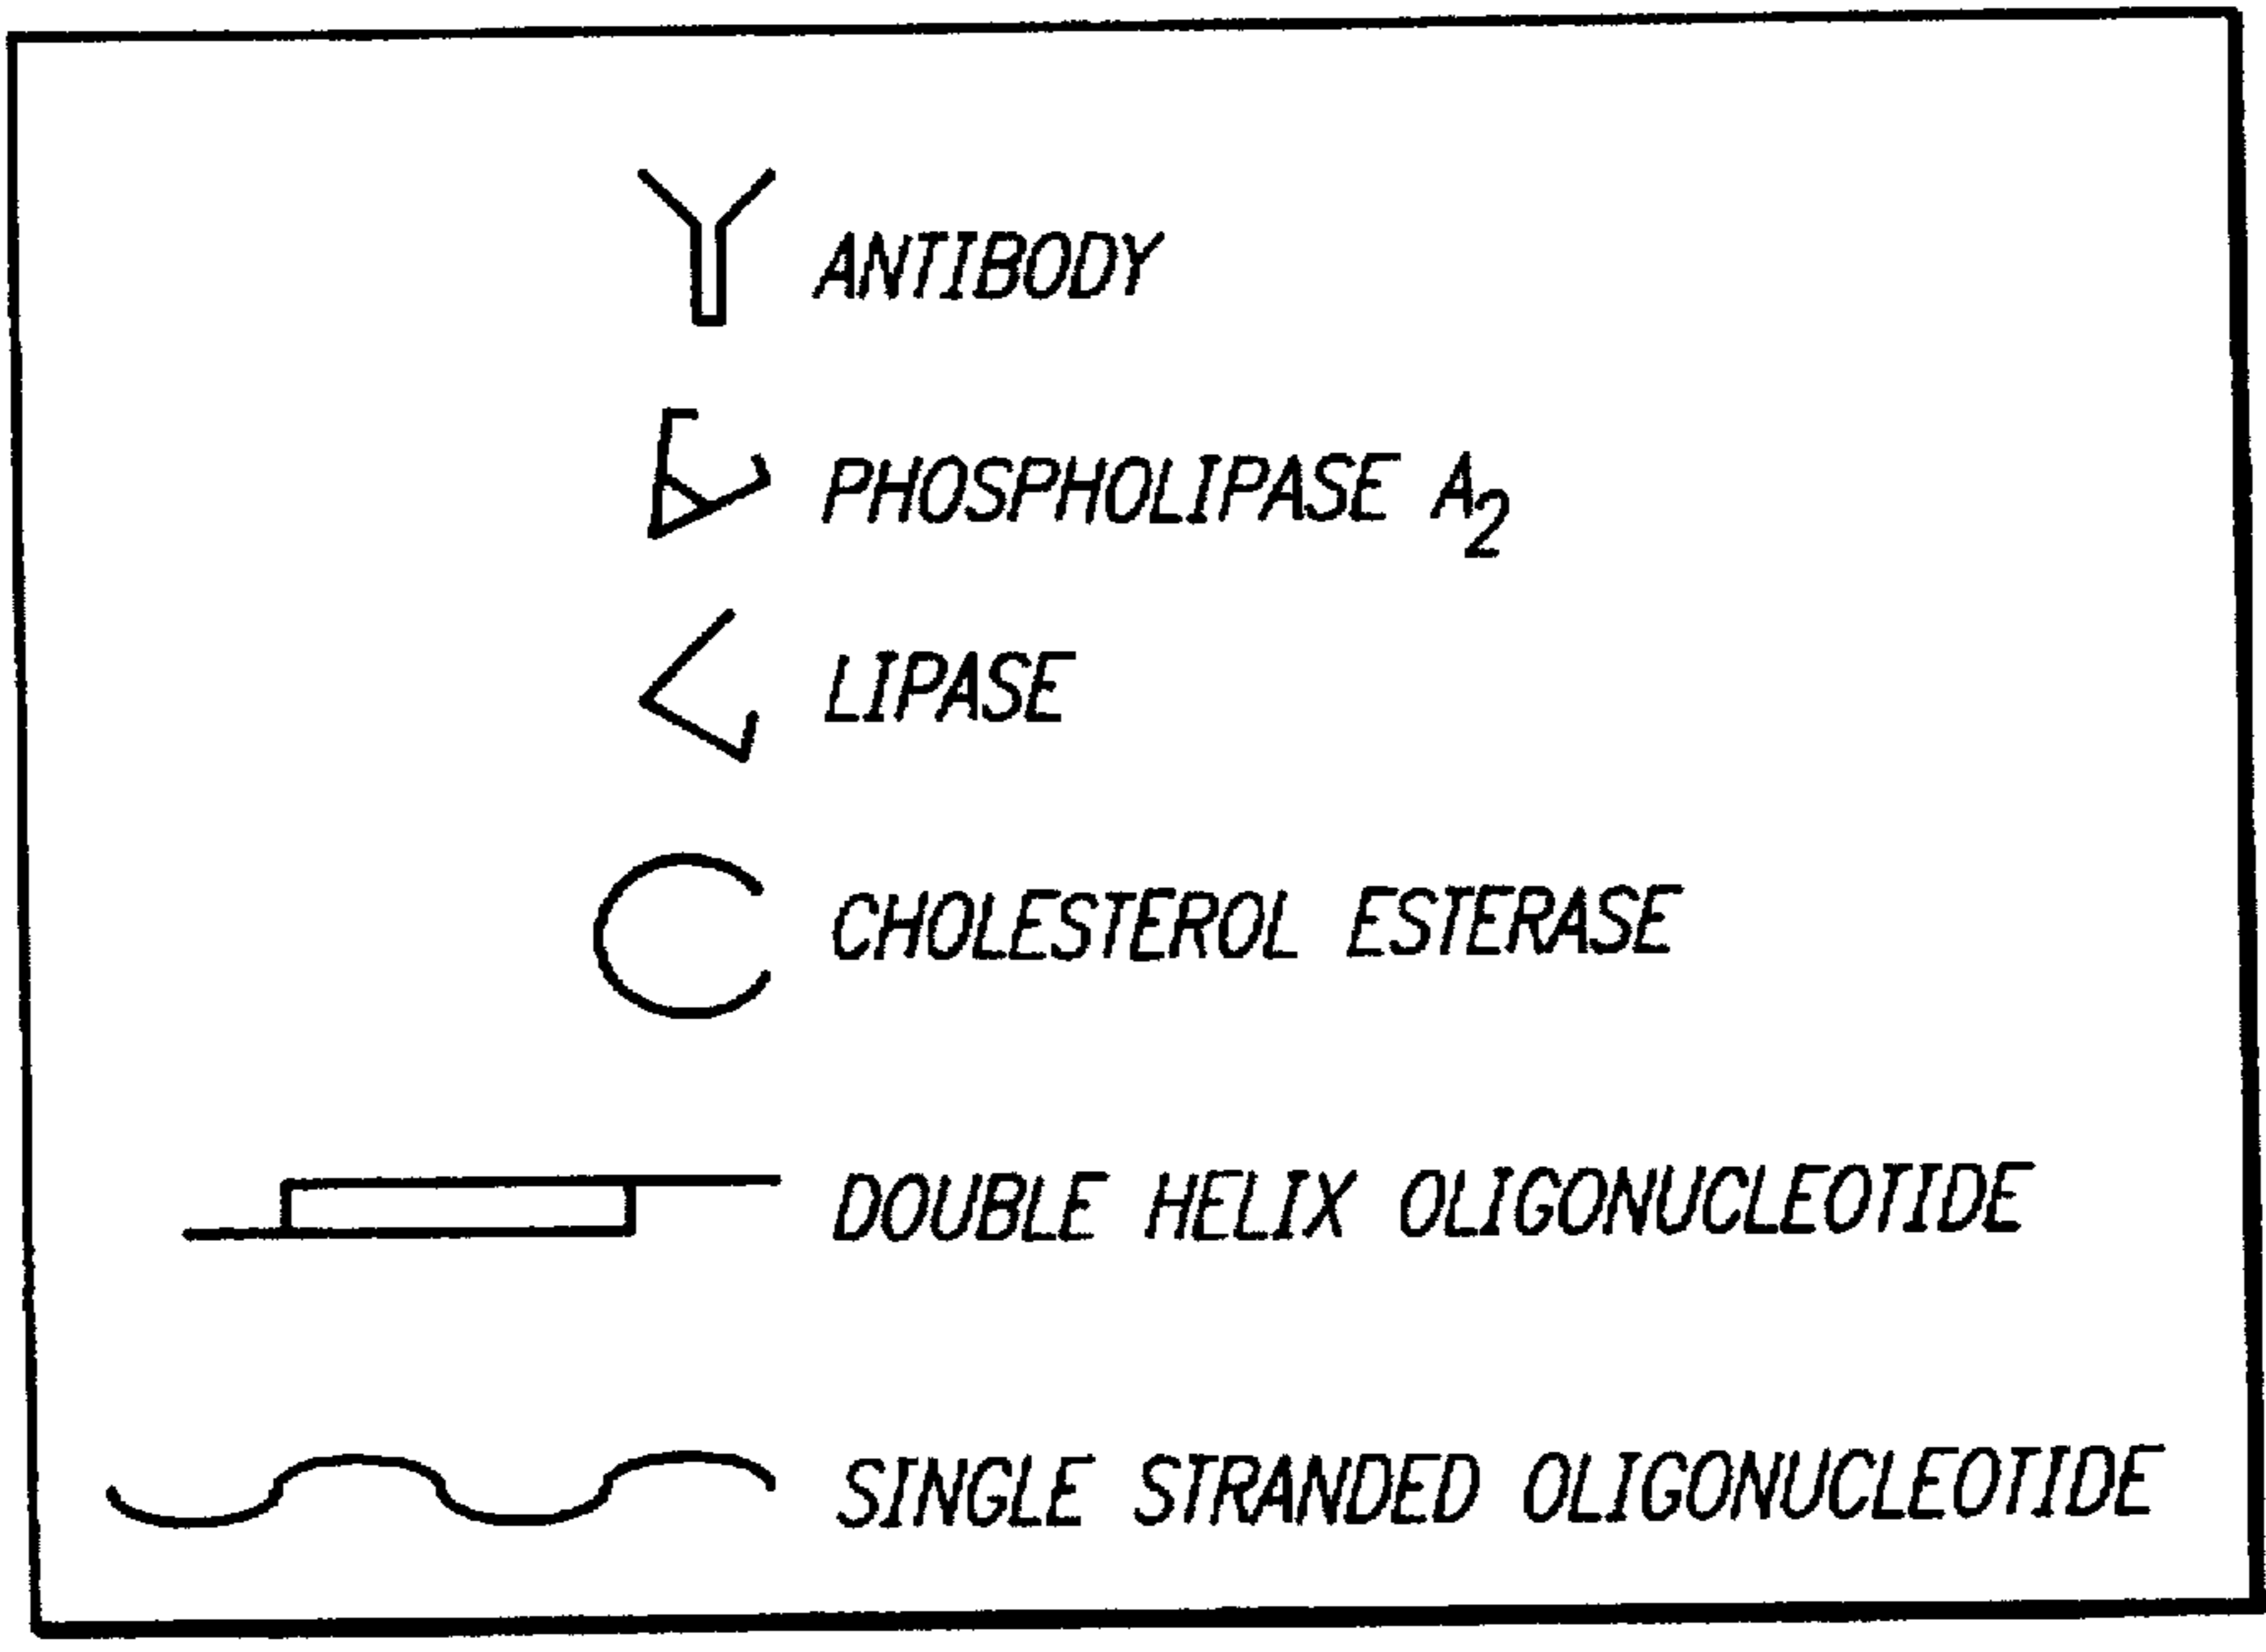 ANTIBODY
PHOSPHOLIPASE A2
LIPASE
CHOLESTEROL ESTERASE
DOUBLE HELIX OLIGONUCLEOTIDE
SINGLE STRANDED OLIGONUCLEOTIDE